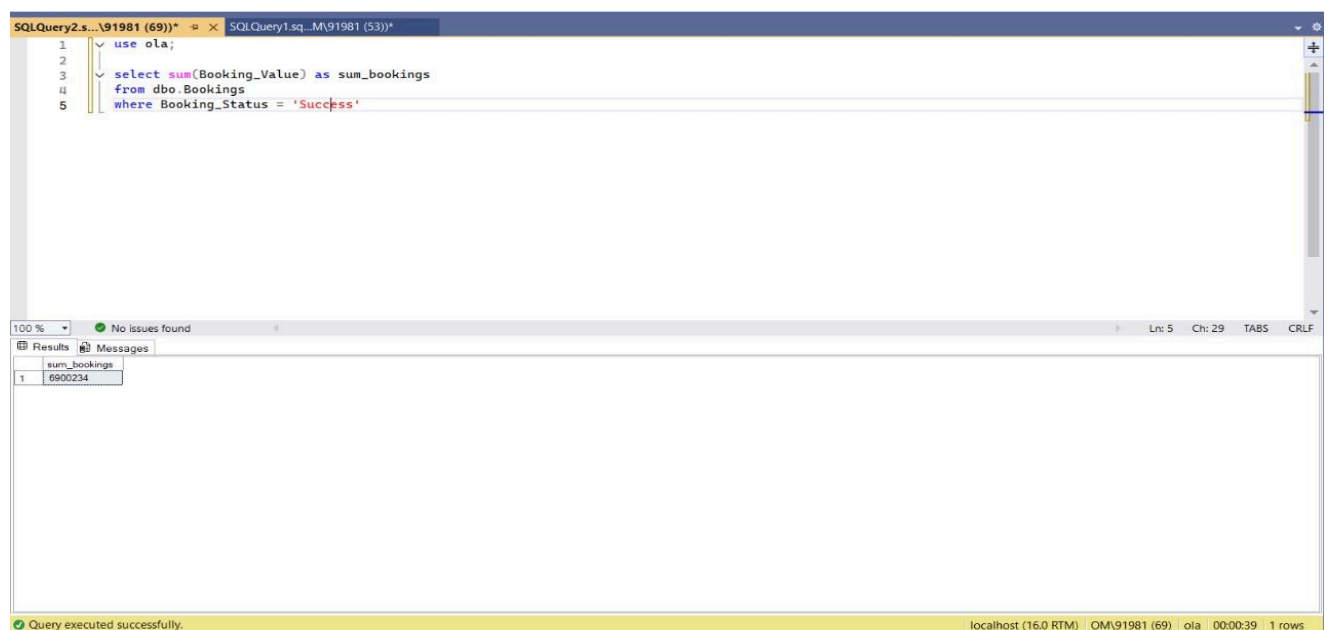 SQLQuery2.s...\91981 (69))* SQLQuery1.sq...M\91981 (53))*
1 use ola;
2
3 select sum(Booking_Value) as sum_bookings
4 from dbo.Bookings
5 where Booking_Status = 'Success'
100 % No issues found Ln: 5 Ch: 29 TABS CRLF
Results Messages
sum_bookings
1 6900234
Query executed successfully. localhost (16.0 RTM) OM\91981 (69) ola 00:00:39 1 rows